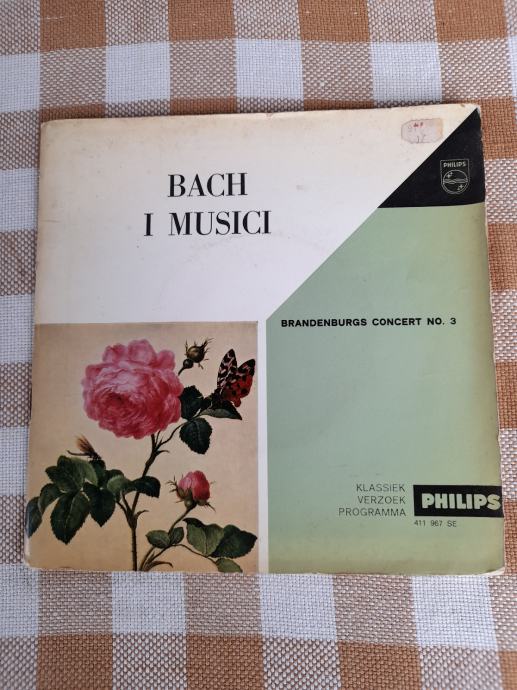 PHILIPS
BACH
I MUSICI
BRANDENBURGS CONCERT NO. 3
KLASSIEK
VERZOEK
PROGRAMMA
PHILIPS
411 967 SE